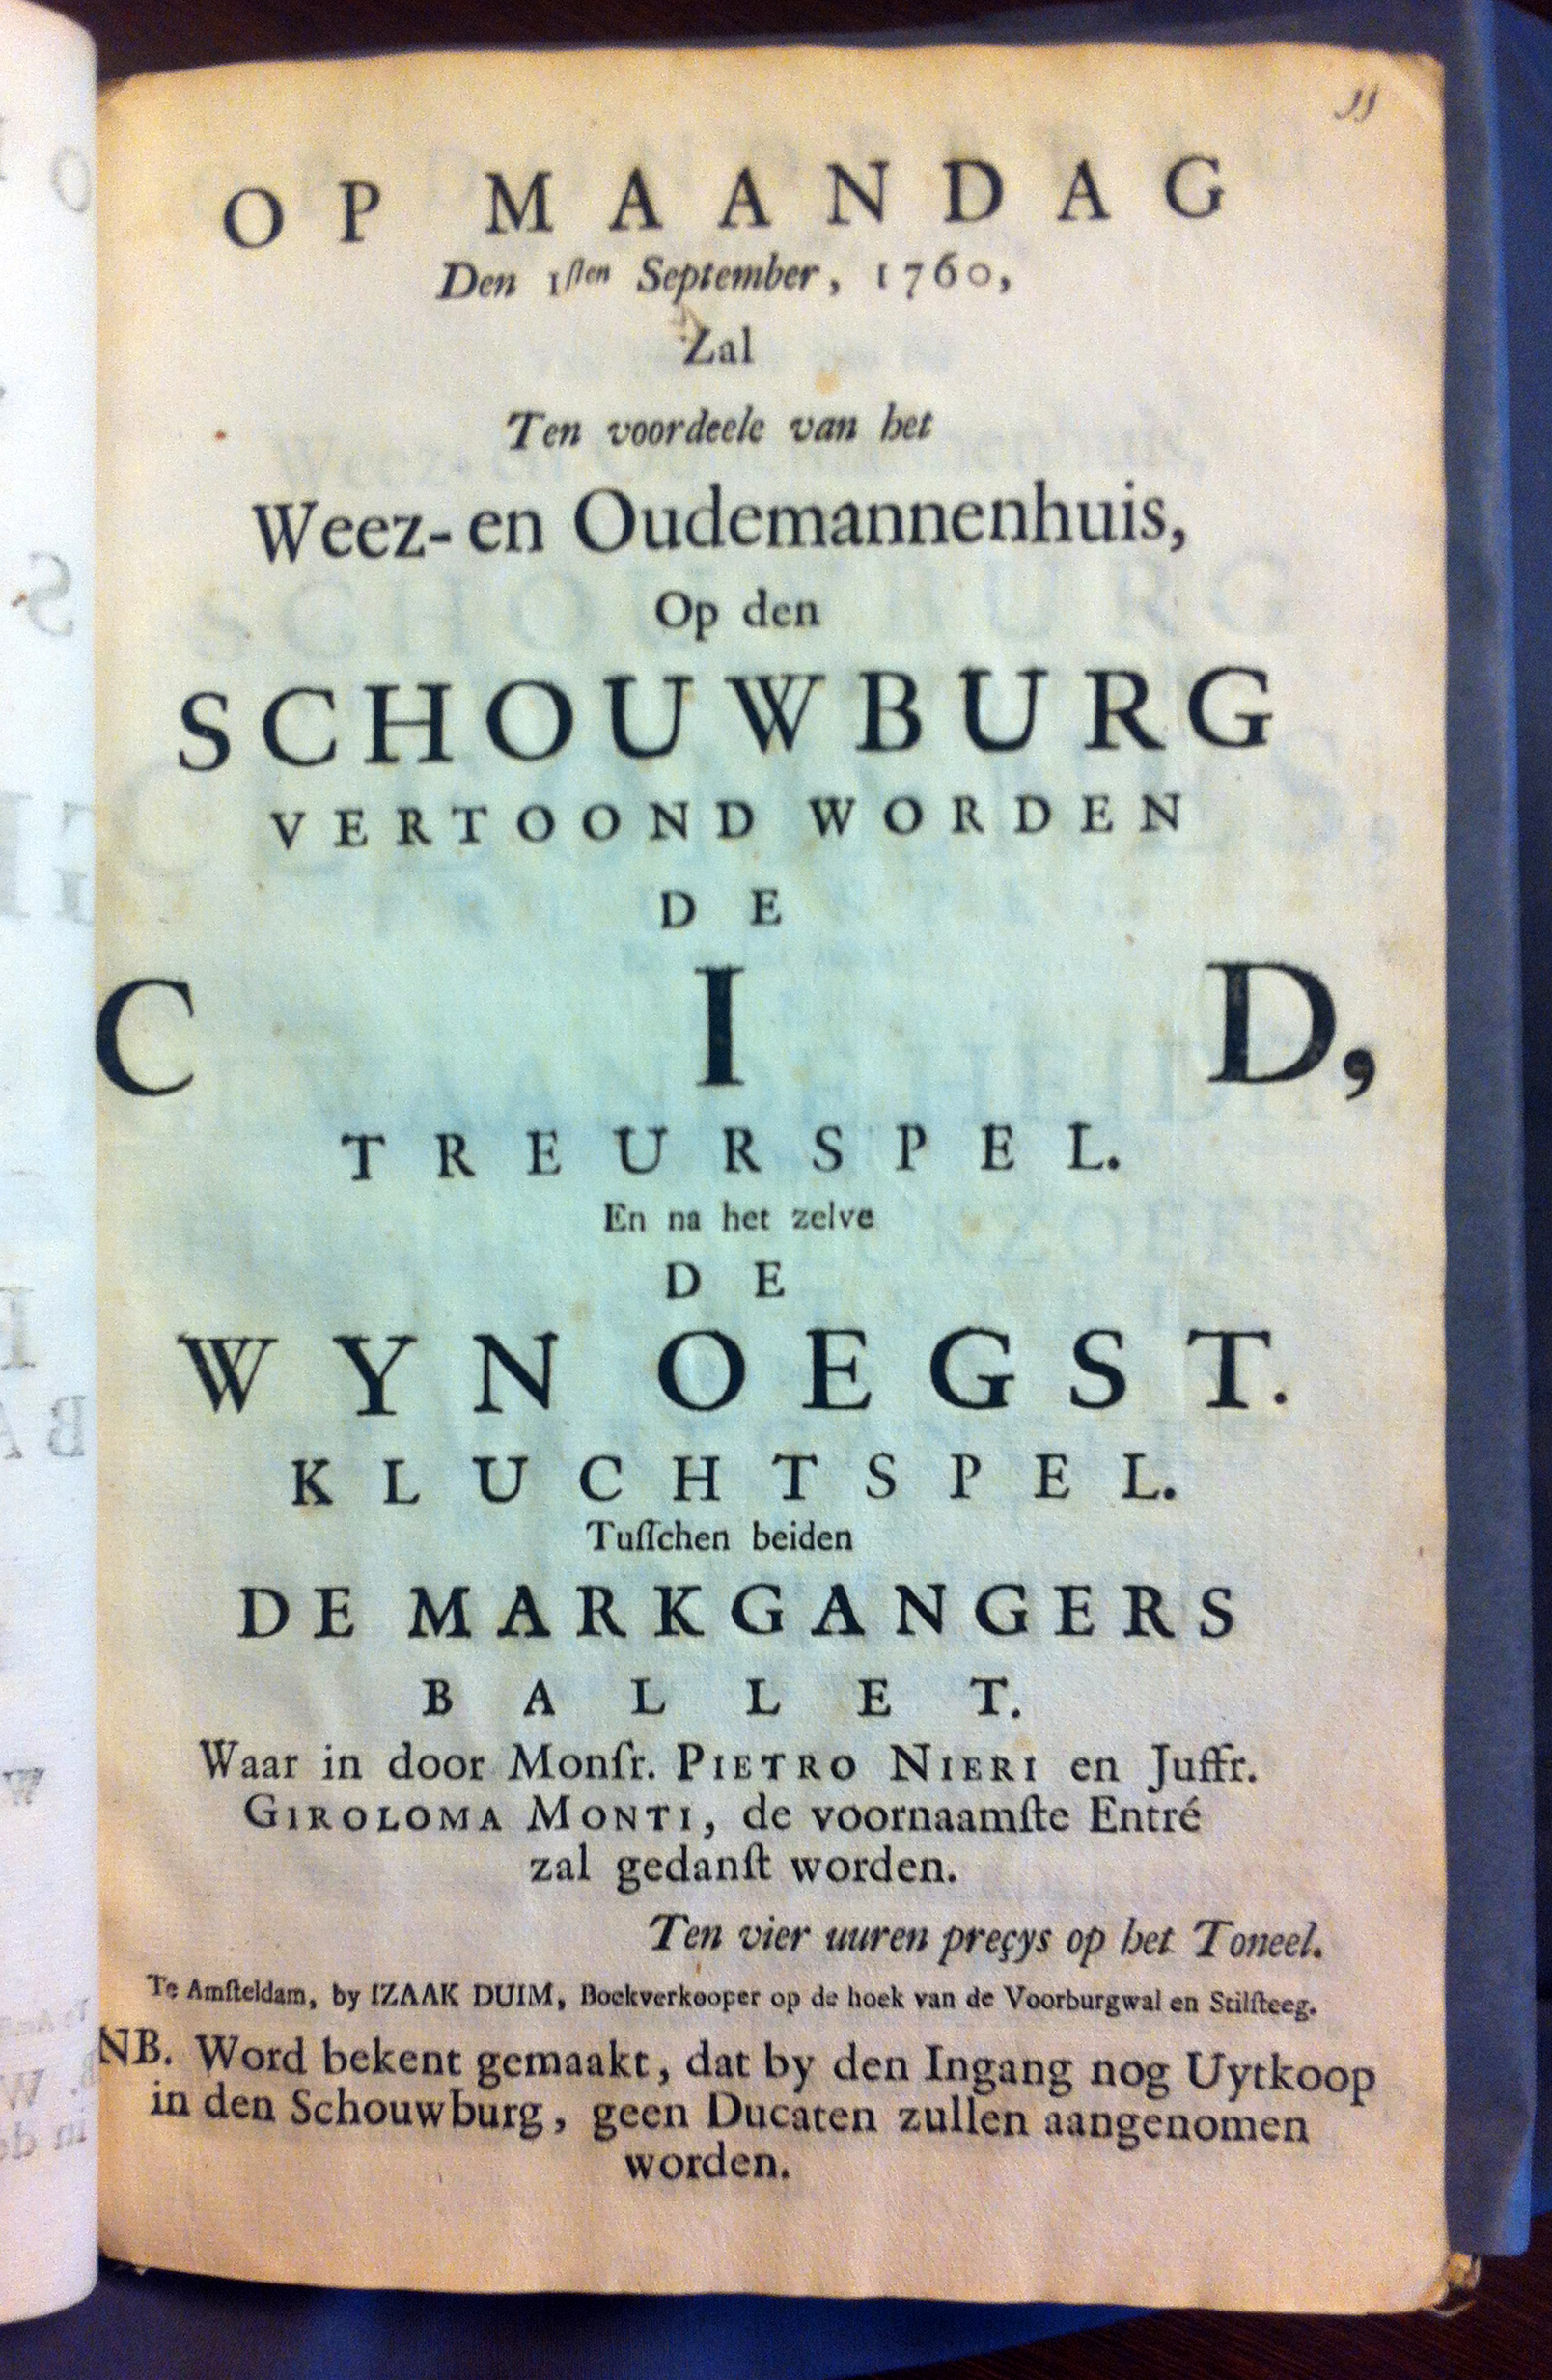 OP MAANDAG
Den 1ſten September, 1760,
Zal
Ten voordeele van het
Weez- en Oudemannenhuis,
Op den
SCHOUWBURG
VERTOOND WORDEN
DE
CID,
TREURSPEL.
En na het zelve
DE
WYN OEGST.
KLUCHTSPEL.
Tuſſchen beiden
DE MARKGANGERS
BALLET.
Waar in door Monſr. PIETRO NIERI en Juffr.
GIROLOMA MONTI, de voornaamſte Entré
zal gedanſt worden.
Ten vier uuren preçys op het Toneel.
Te Amſteldam, by IZAAK DUIM, Boekverkooper op de hoek van de Voorburgwal en Stilſteeg.
NB. Word bekent gemaakt, dat by den Ingang nog Uytkoop
in den Schouwburg, geen Ducaten zullen aangenomen
worden.